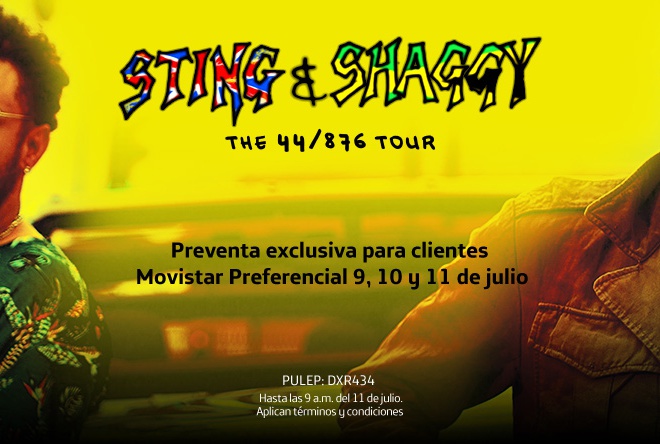 STING & SHAGGY
THE 44/876 TOUR
Preventa exclusiva para clientes
Movistar Preferencial 9, 10 y 11 de julio
PULEP: DXR434
Hasta las 9 a.m. del 11 de julio.
Aplican términos y condiciones